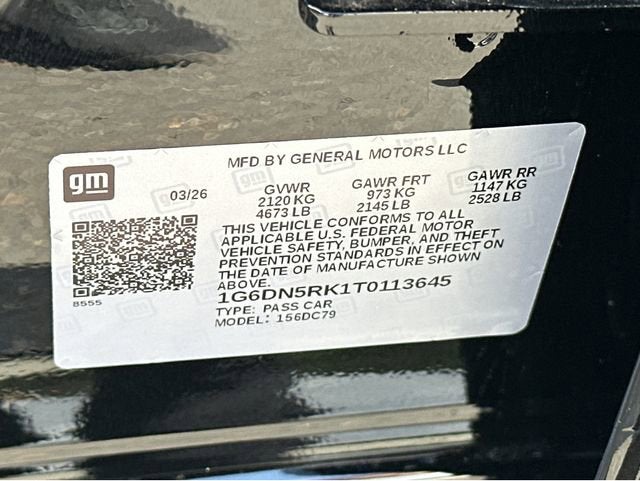 MFD BY GENERAL MOTORS LLC
gm
03/26
GVWR GAWR FRT GAWR RR
2120 KG 973 KG 1147 KG
4673 LB 2145 LB 2528 LB
THIS VEHICLE CONFORMS TO ALL
APPLICABLE U.S. FEDERAL MOTOR
VEHICLE SAFETY, BUMPER, AND THEFT
PREVENTION STANDARDS IN EFFECT ON
THE DATE OF MANUFACTURE SHOWN
ABOVE.
8555
1G6DN5RK1T0113645
TYPE: PASS CAR
MODEL: 156DC79